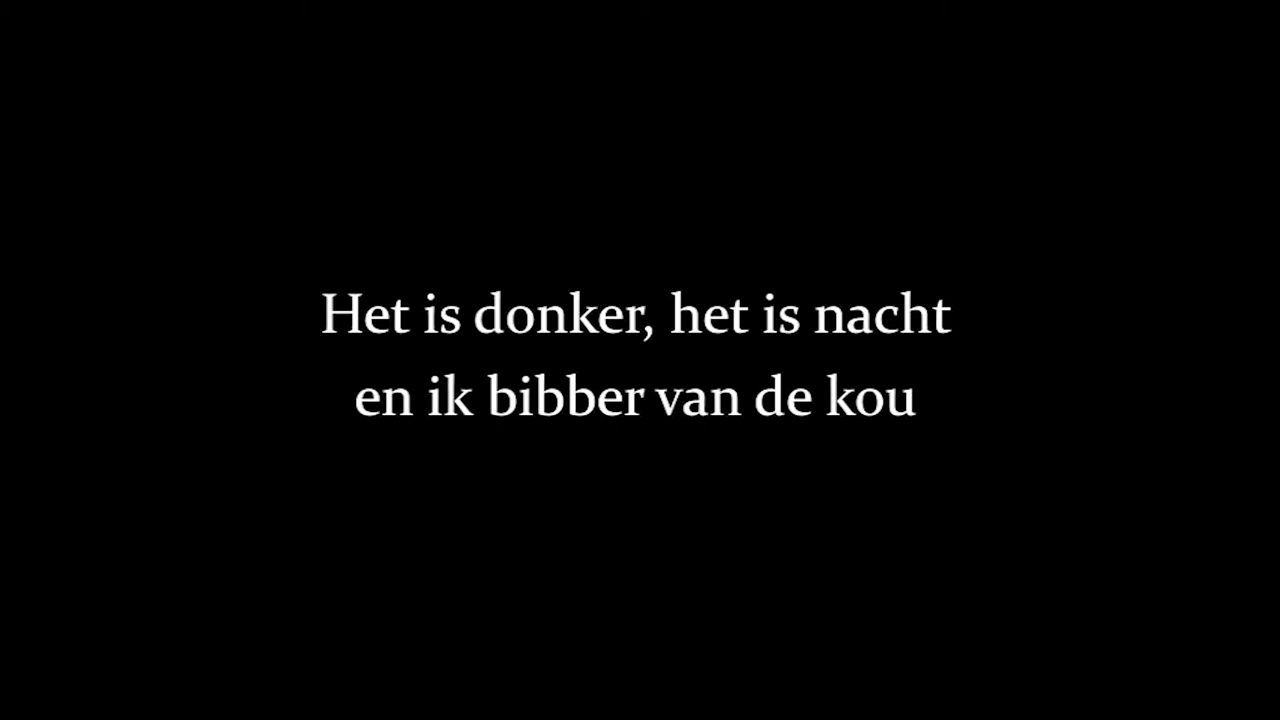 Het is donker, het is nacht
en ik bibber van de kou